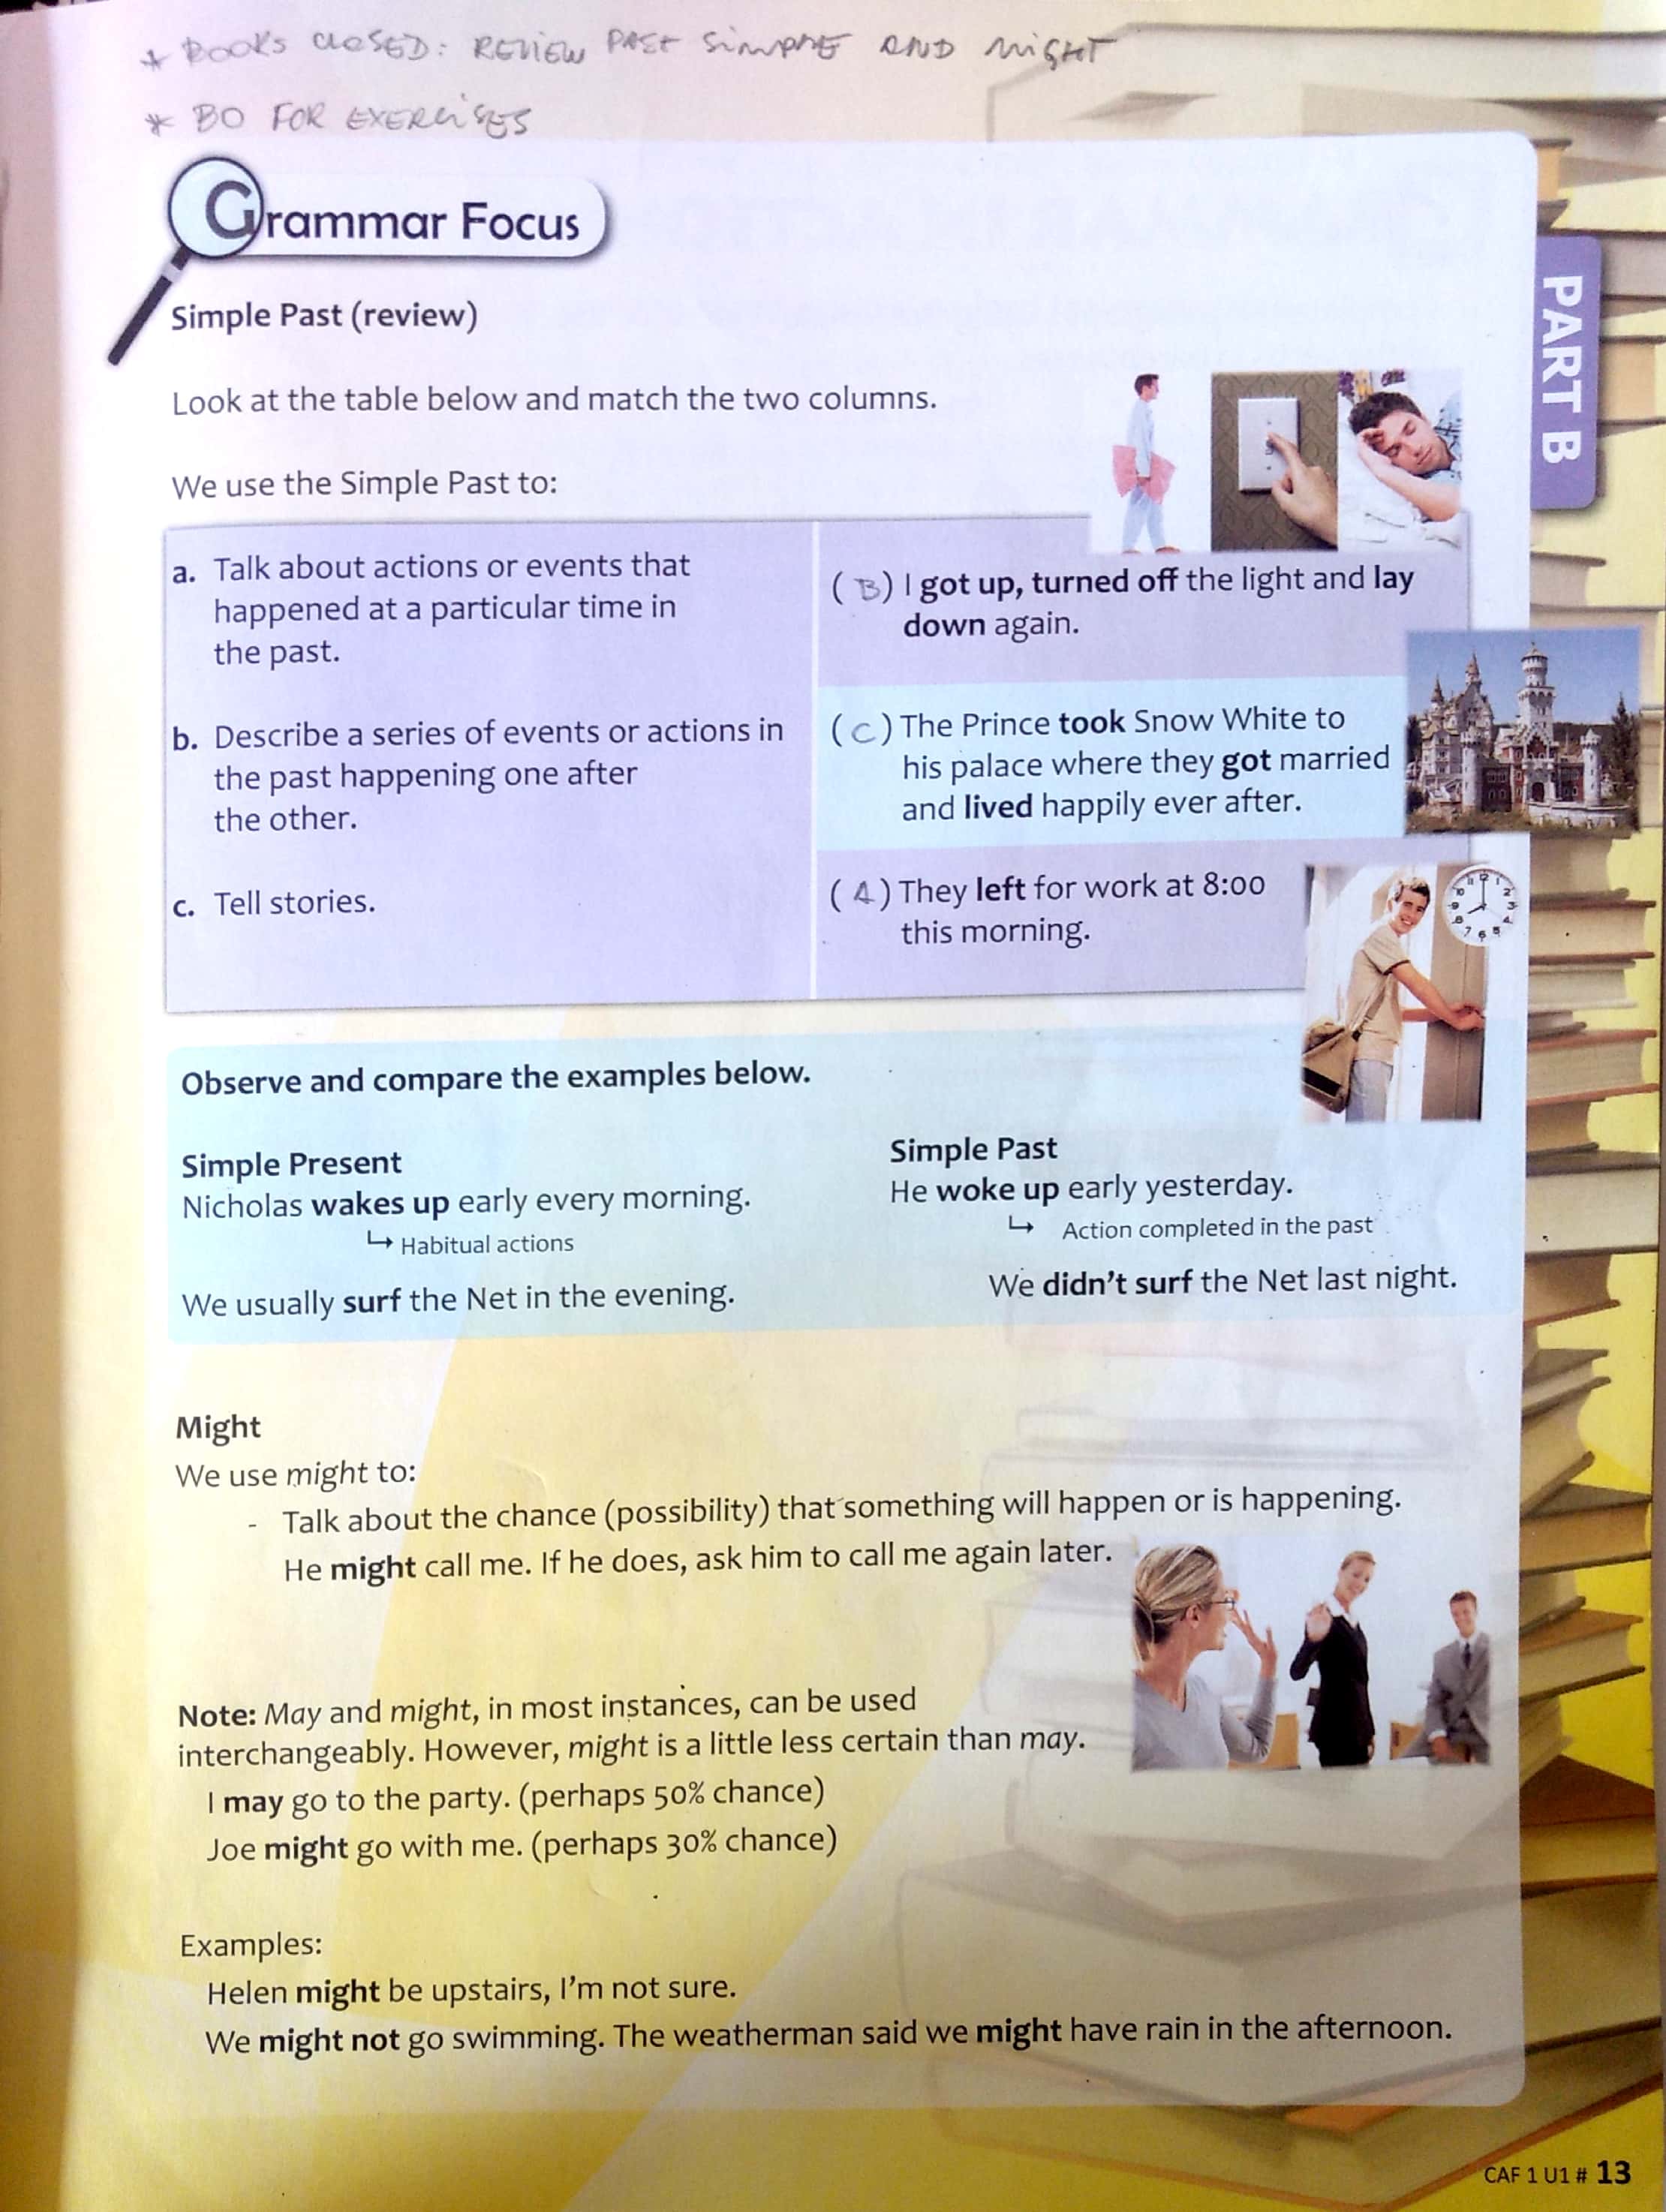 * BOOKS CLOSED: REVIEW PAST SIMPLE AND MIGHT
* BO FOR EXERCISES
Grammar Focus
PART B
Simple Past (review)
Look at the table below and match the two columns.
We use the Simple Past to:
a. Talk about actions or events that
happened at a particular time in
the past.
(B) I got up, turned off the light and lay
down again.
b. Describe a series of events or actions in
the past happening one after
the other.
(C) The Prince took Snow White to
his palace where they got married
and lived happily ever after.
c. Tell stories.
(A) They left for work at 8:00
this morning.
Observe and compare the examples below.
Simple Present
Nicholas wakes up early every morning.
↳ Habitual actions
We usually surf the Net in the evening.
Simple Past
He woke up early yesterday.
↳ Action completed in the past
We didn't surf the Net last night.
Might
We use might to:
- Talk about the chance (possibility) that something will happen or is happening.
He might call me. If he does, ask him to call me again later.
Note: May and might, in most instances, can be used
interchangeably. However, might is a little less certain than may.
I may go to the party. (perhaps 50% chance)
Joe might go with me. (perhaps 30% chance)
Examples:
Helen might be upstairs, I'm not sure.
We might not go swimming. The weatherman said we might have rain in the afternoon.
CAF 1 U1 # 13